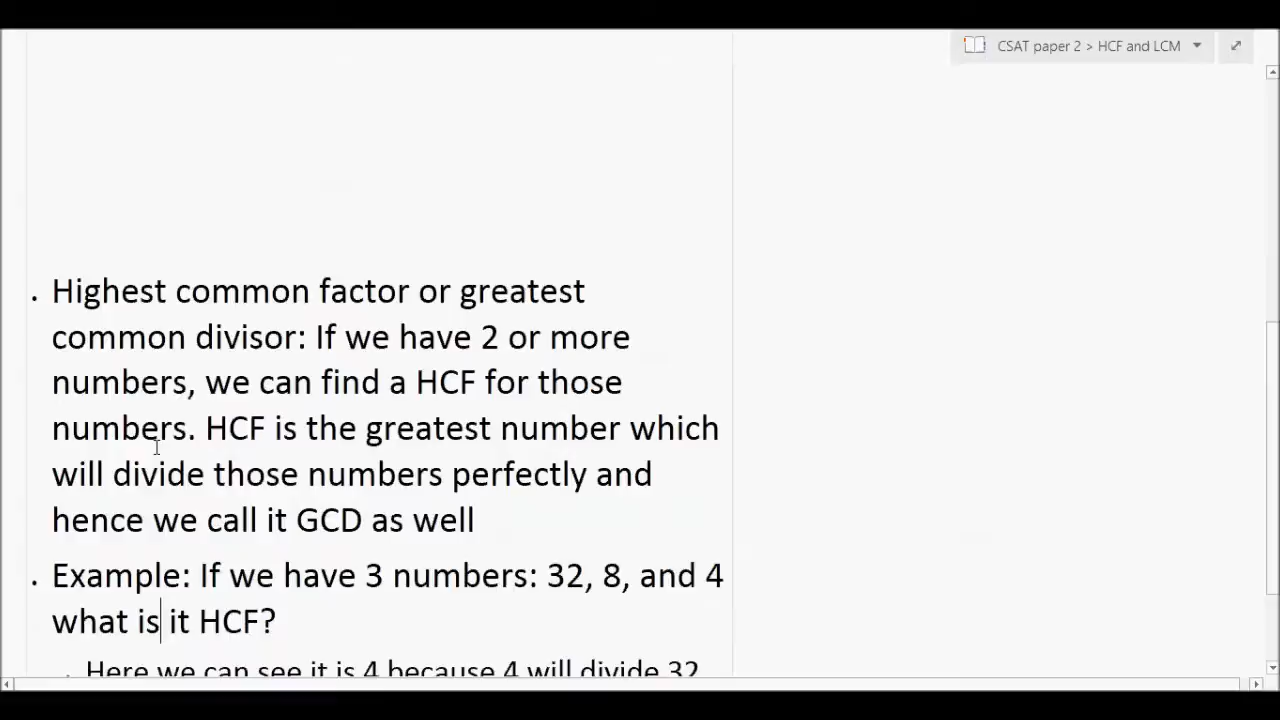 CSAT paper 2 > HCF and LCM
Highest common factor or greatest
common divisor: If we have 2 or more
numbers, we can find a HCF for those
numbers. HCF is the greatest number which
will divide those numbers perfectly and
hence we call it GCD as well
Example: If we have 3 numbers: 32, 8, and 4
what is it HCF?
Here we can see it is 4 because 4 will divide 32